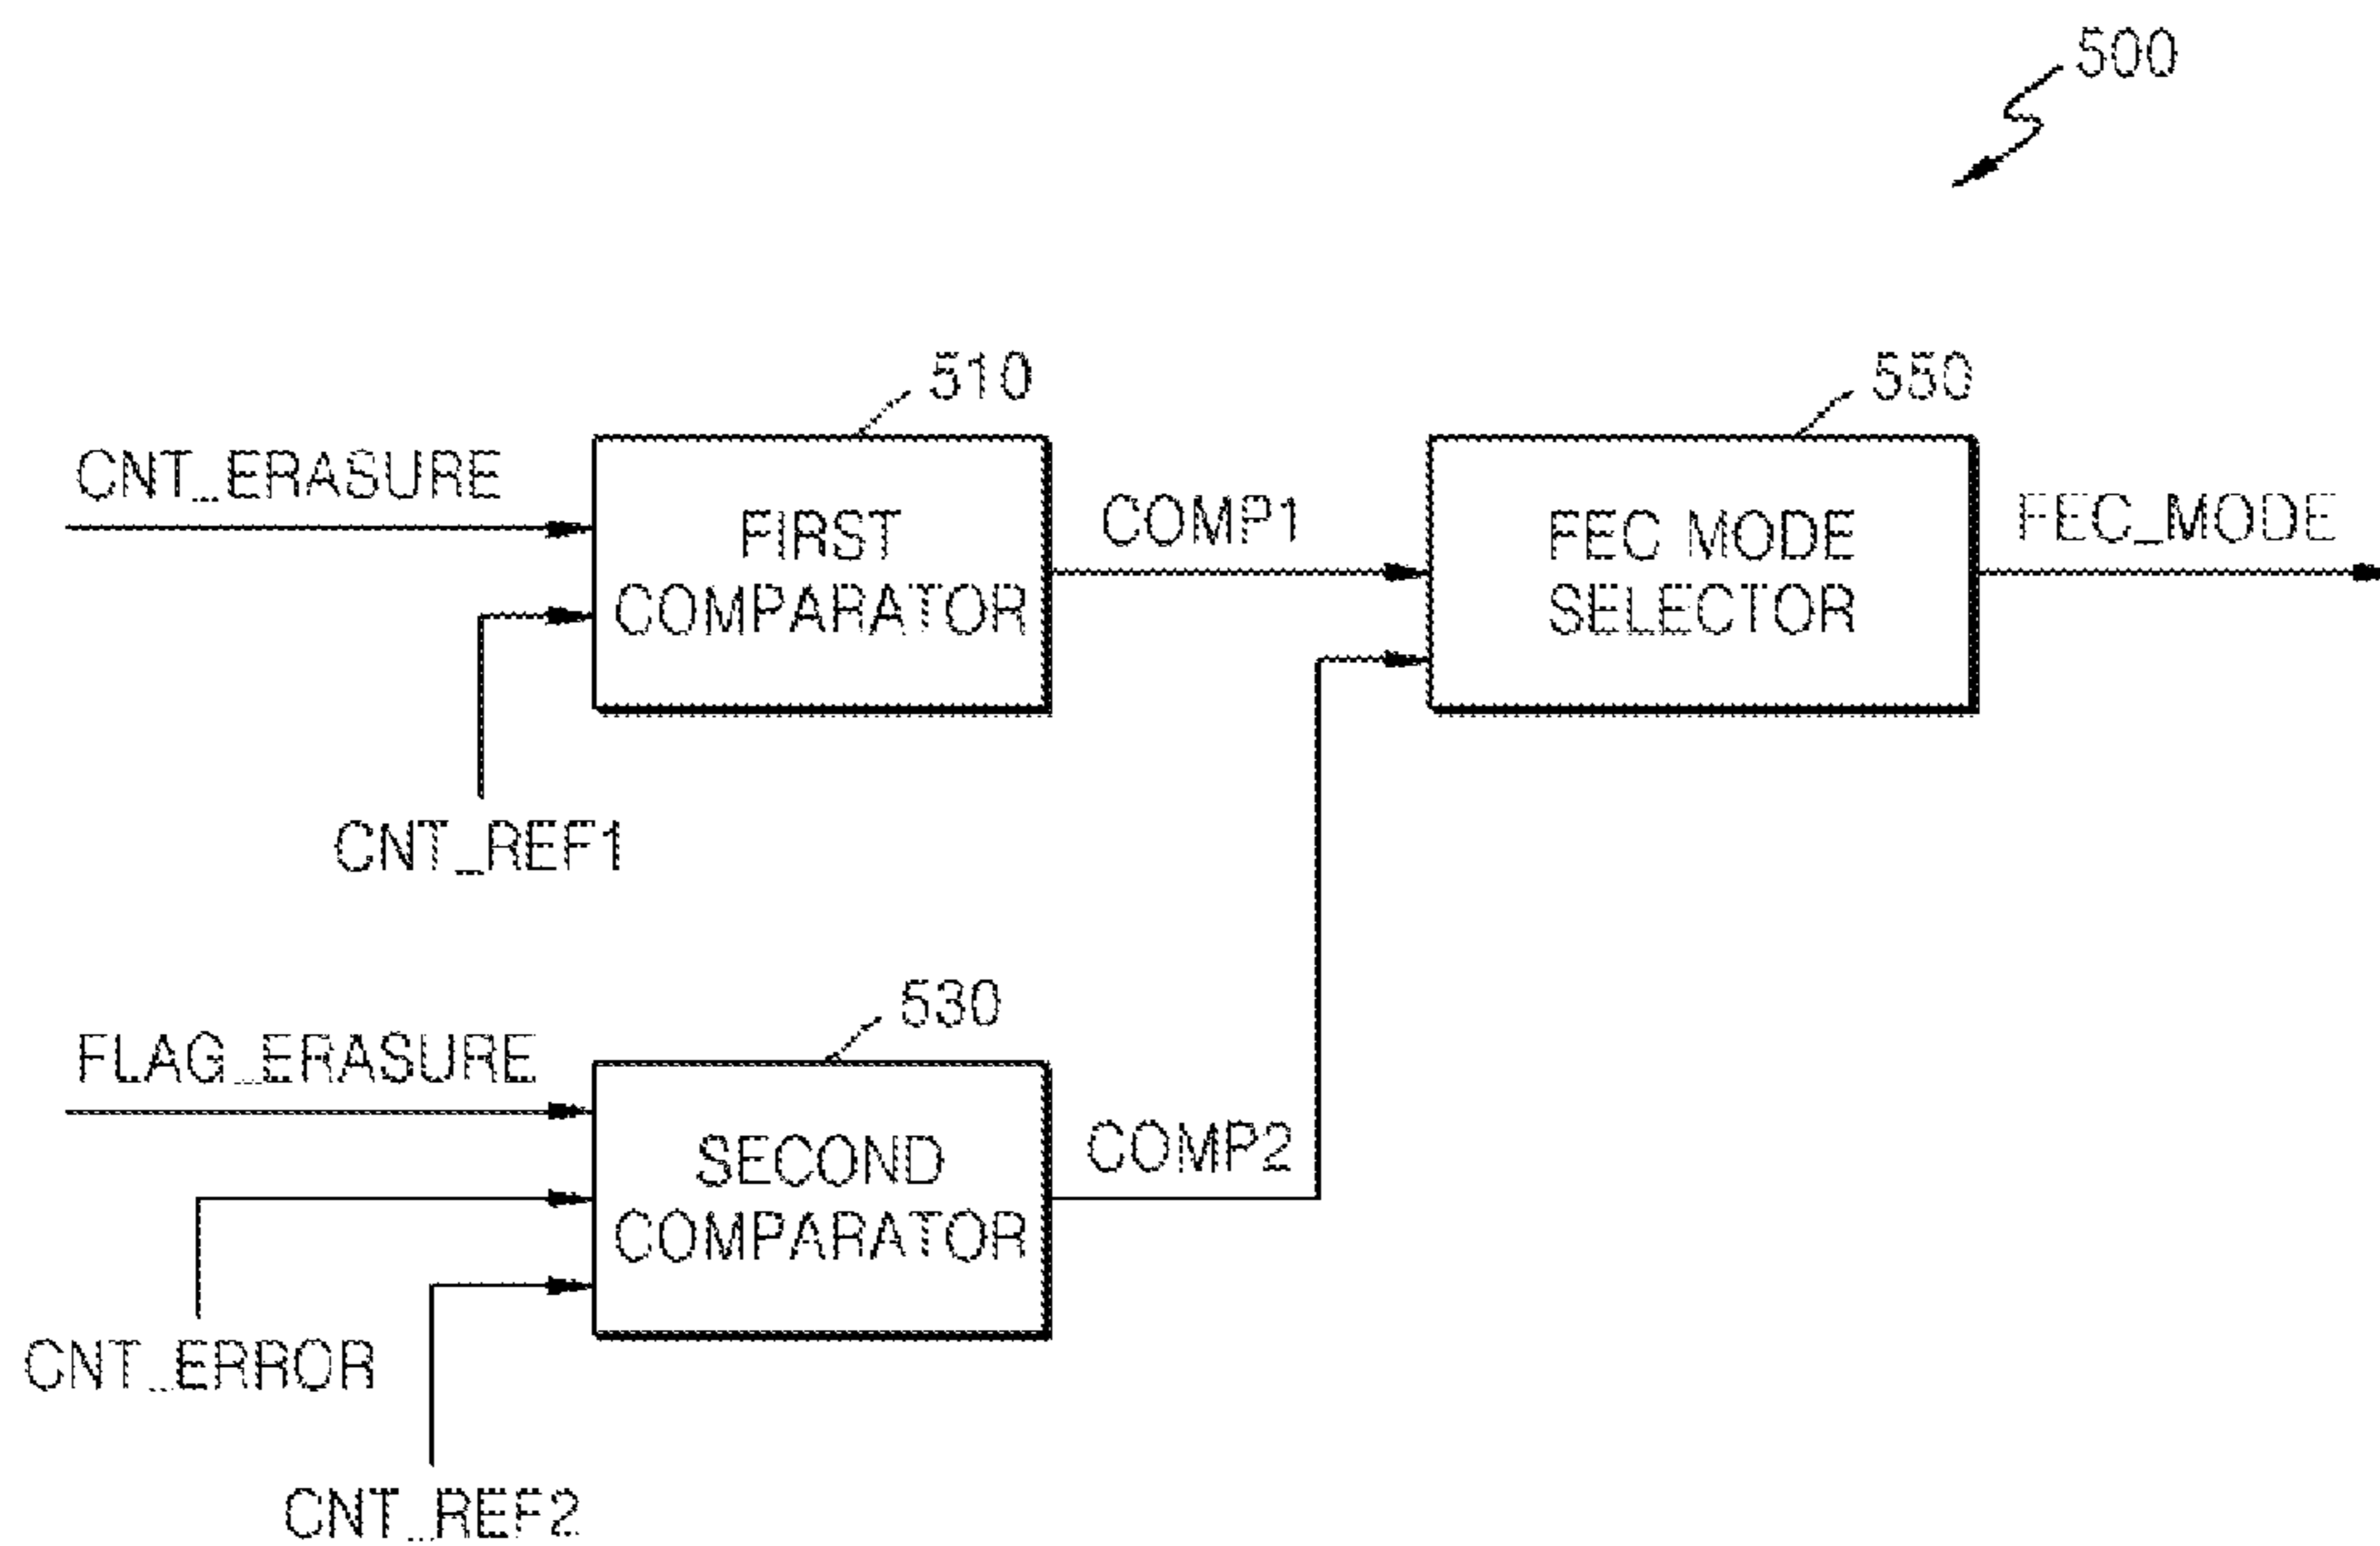 500
510
550
CNT_ERASURE
FIRST
COMPARATOR
COMP1
FEC MODE
SELECTOR
FEC_MODE
CNT_REF1
530
FLAG_ERASURE
SECOND
COMPARATOR
COMP2
CNT_ERROR
CNT_REF2